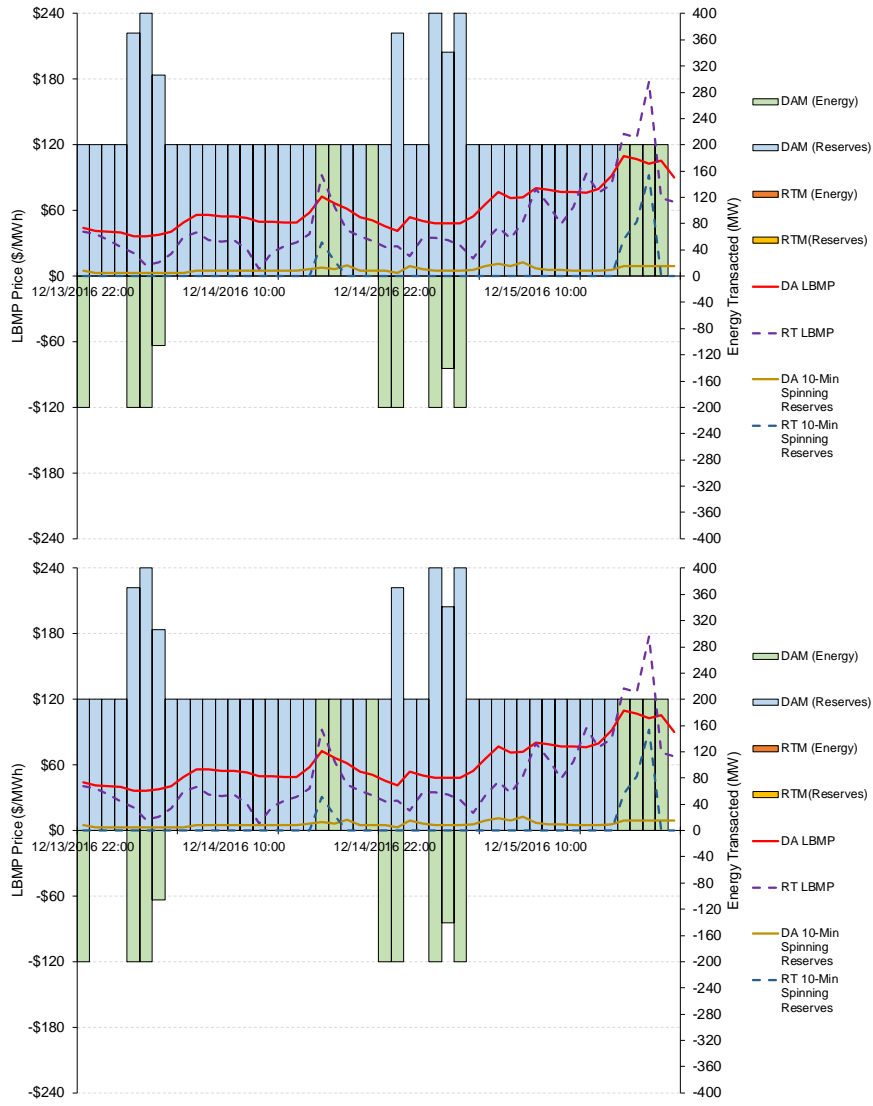 $240
$180
$120
$60
$0
-$60
-$120
-$180
-$240
LBMP Price ($/MWh)
12/13/2016 22:00
12/14/2016 10:00
12/14/2016 22:00
12/15/2016 10:00
400
360
320
280
240
200
160
120
80
40
0
-40
-80
-120
-160
-200
-240
-280
-320
-360
-400
Energy Transacted (MW)
DAM (Energy)
DAM (Reserves)
RTM (Energy)
RTM(Reserves)
DA LBMP
RT LBMP
DA 10-Min
Spinning
Reserves
RT 10-Min
Spinning
Reserves
$240
$180
$120
$60
$0
-$60
-$120
-$180
-$240
LBMP Price ($/MWh)
12/13/2016 22:00
12/14/2016 10:00
12/14/2016 22:00
12/15/2016 10:00
400
360
320
280
240
200
160
120
80
40
0
-40
-80
-120
-160
-200
-240
-280
-320
-360
-400
Energy Transacted (MW)
DAM (Energy)
DAM (Reserves)
RTM (Energy)
RTM(Reserves)
DA LBMP
RT LBMP
DA 10-Min
Spinning
Reserves
RT 10-Min
Spinning
Reserves